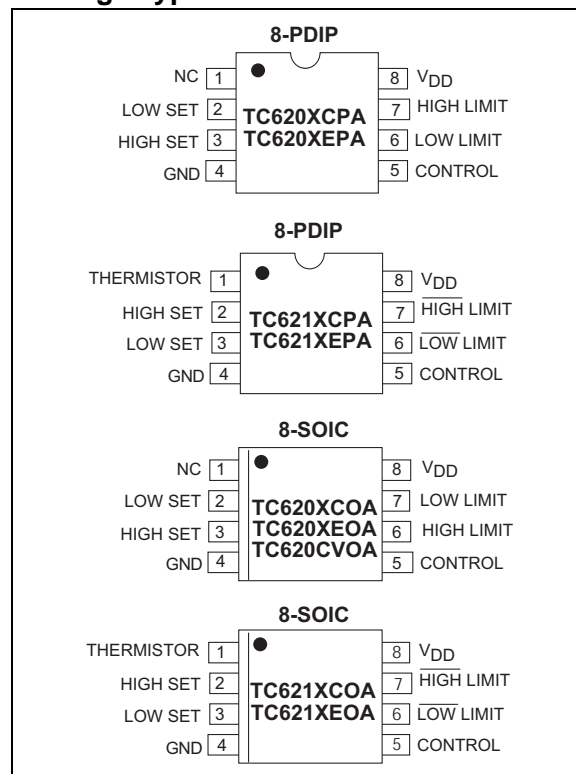 8-PDIP
NC 1 8 VDD
LOW SET 2 7 HIGH LIMIT
TC620XCPA
HIGH SET 3 TC620XEPA 6 LOW LIMIT
GND 4 5 CONTROL
8-PDIP
THERMISTOR 1 8 VDD
HIGH SET 2 7 HIGH LIMIT
TC621XCPA
LOW SET 3 TC621XEPA 6 LOW LIMIT
GND 4 5 CONTROL
8-SOIC
NC 1 8 VDD
LOW SET 2 7 LOW LIMIT
TC620XCOA
HIGH SET 3 TC620XEOA 6 HIGH LIMIT
TC620CVOA
GND 4 5 CONTROL
8-SOIC
THERMISTOR 1 8 VDD
HIGH SET 2 7 HIGH LIMIT
TC621XCOA
LOW SET 3 TC621XEOA 6 LOW LIMIT
GND 4 5 CONTROL